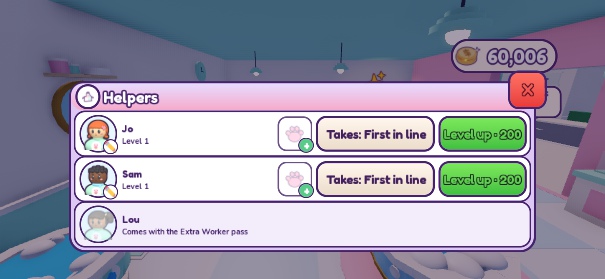 60,006
Helpers
X
Jo
Level 1
Takes: First in line
Level up · 200
Sam
Level 1
Takes: First in line
Level up · 200
Lou
Comes with the Extra Worker pass